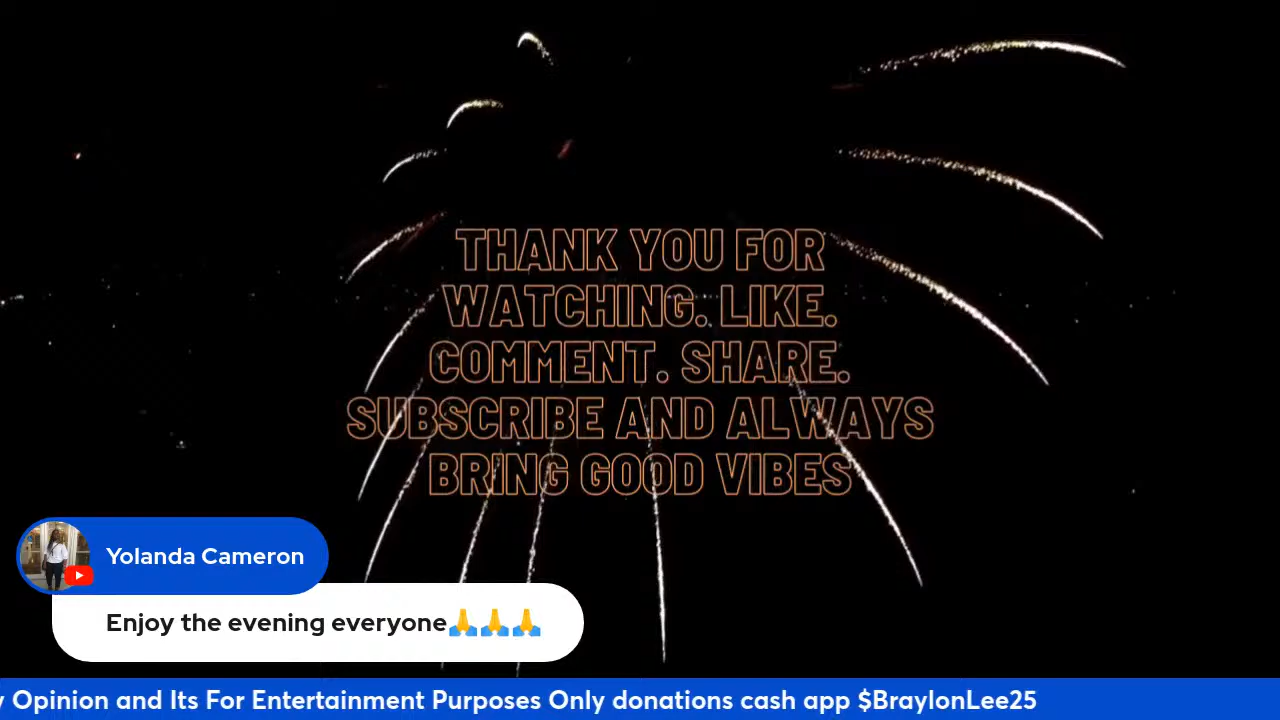 THANK YOU FOR
WATCHING. LIKE.
COMMENT. SHARE.
SUBSCRIBE AND ALWAYS
BRING GOOD VIBES
Yolanda Cameron
Enjoy the evening everyone🙏🙏🙏
Opinion and Its For Entertainment Purposes Only donations cash app $BraylonLee25